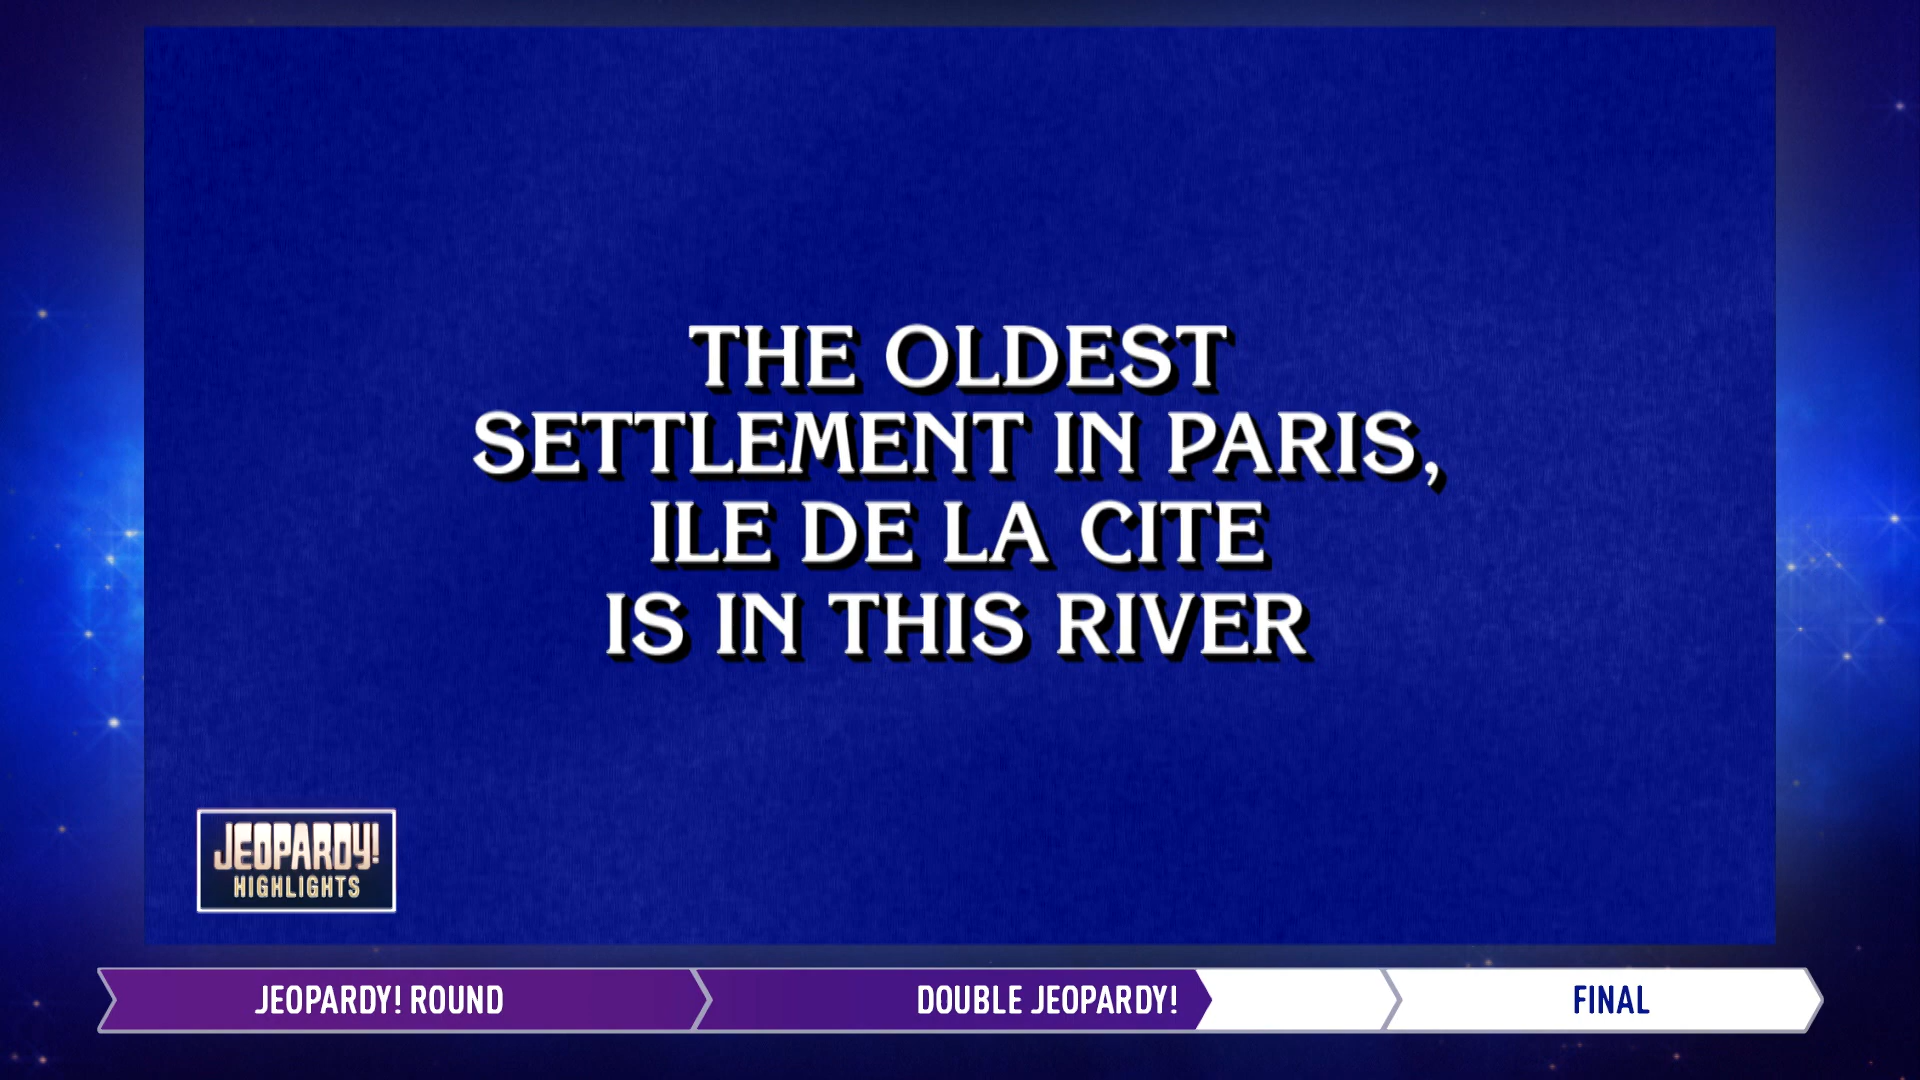 THE OLDEST
SETTLEMENT IN PARIS,
ILE DE LA CITE
IS IN THIS RIVER
JEOPARDY!
HIGHLIGHTS
JEOPARDY! ROUND
DOUBLE JEOPARDY!
FINAL